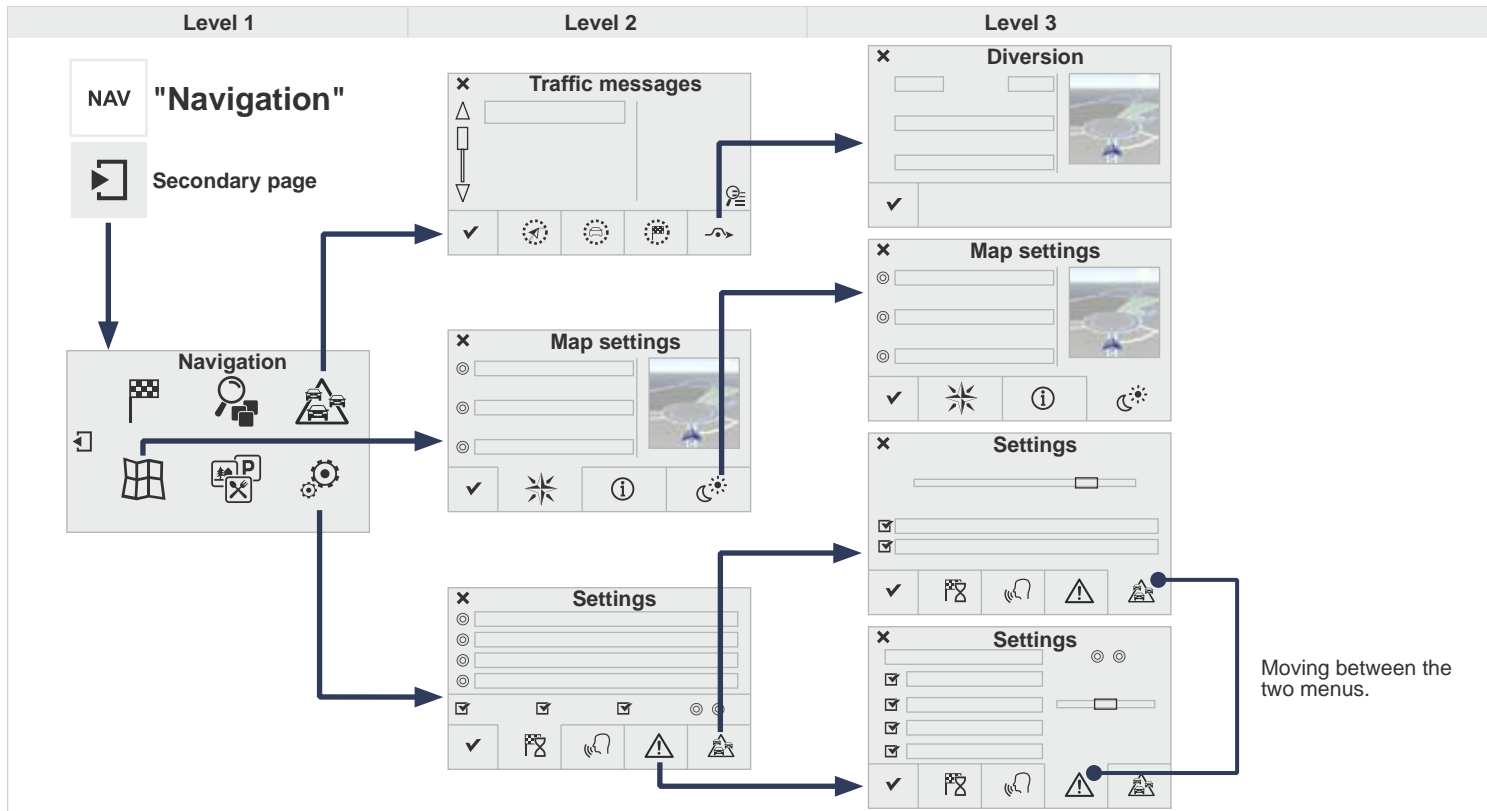 Level 1
Level 2
Level 3
NAV
"Navigation"
Secondary page
Navigation
P
Traffic messages
Map settings
Settings
Diversion
Map settings
Settings
Settings
Moving between the
two menus.